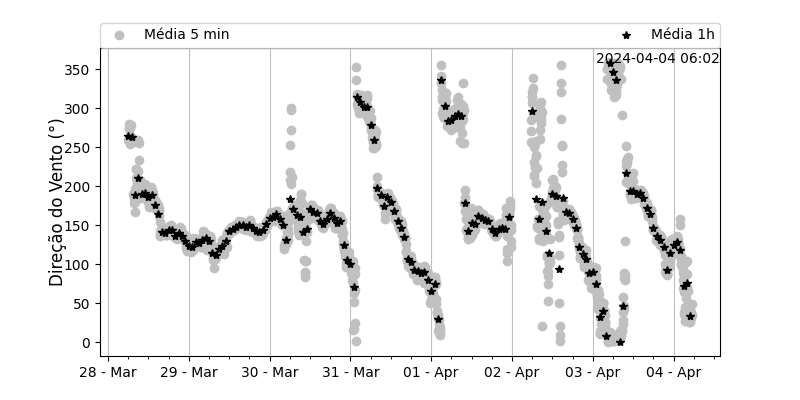 Média 5 min
Média 1h
2024-04-04 06:02
Direção do Vento (°)
350
300
250
200
150
100
50
0
28 - Mar
29 - Mar
30 - Mar
31 - Mar
01 - Apr
02 - Apr
03 - Apr
04 - Apr